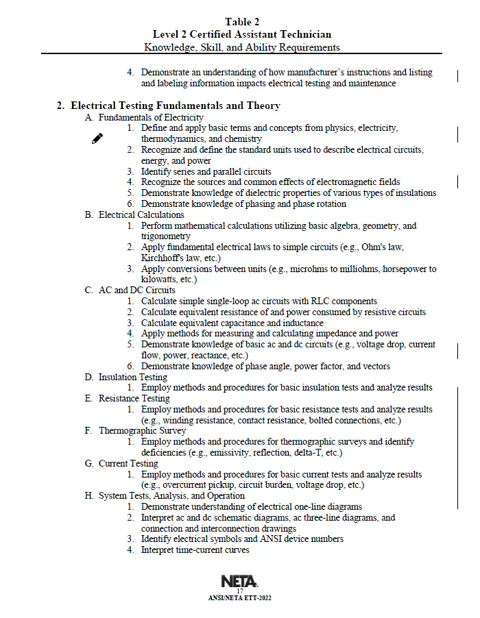 Table 2
Level 2 Certified Assistant Technician
Knowledge, Skill, and Ability Requirements
4. Demonstrate an understanding of how manufacturer's instructions and listing
and labeling information impacts electrical testing and maintenance
2. Electrical Testing Fundamentals and Theory
A. Fundamentals of Electricity
1. Define and apply basic terms and concepts from physics, electricity,
thermodynamics, and chemistry
2. Recognize and define the standard units used to describe electrical circuits,
energy, and power
3. Identify series and parallel circuits
4. Recognize the sources and common effects of electromagnetic fields
5. Demonstrate knowledge of dielectric properties of various types of insulations
6. Demonstrate knowledge of phasing and phase rotation
B. Electrical Calculations
1. Perform mathematical calculations utilizing basic algebra, geometry, and
trigonometry
2. Apply fundamental electrical laws to simple circuits (e.g., Ohm's law,
Kirchhoff's law, etc.)
3. Apply conversions between units (e.g., microhms to milliohms, horsepower to
kilowatts, etc.)
C. AC and DC Circuits
1. Calculate simple single-loop ac circuits with RLC components
2. Calculate equivalent resistance of and power consumed by resistive circuits
3. Calculate equivalent capacitance and inductance
4. Apply methods for measuring and calculating impedance and power
5. Demonstrate knowledge of basic ac and dc circuits (e.g., voltage drop, current
flow, power, reactance, etc.)
6. Demonstrate knowledge of phase angle, power factor, and vectors
D. Insulation Testing
1. Employ methods and procedures for basic insulation tests and analyze results
E. Resistance Testing
1. Employ methods and procedures for basic resistance tests and analyze results
(e.g., winding resistance, contact resistance, bolted connections, etc.)
F. Thermographic Survey
1. Employ methods and procedures for thermographic surveys and identify
deficiencies (e.g., emissivity, reflection, delta-T, etc.)
G. Current Testing
1. Employ methods and procedures for basic current tests and analyze results
(e.g., overcurrent pickup, circuit burden, voltage drop, etc.)
H. System Tests, Analysis, and Operation
1. Demonstrate understanding of electrical one-line diagrams
2. Interpret ac and dc schematic diagrams, ac three-line diagrams, and
connection and interconnection drawings
3. Identify electrical symbols and ANSI device numbers
4. Interpret time-current curves
NETA
17
ANSI/NETA ETT-2022